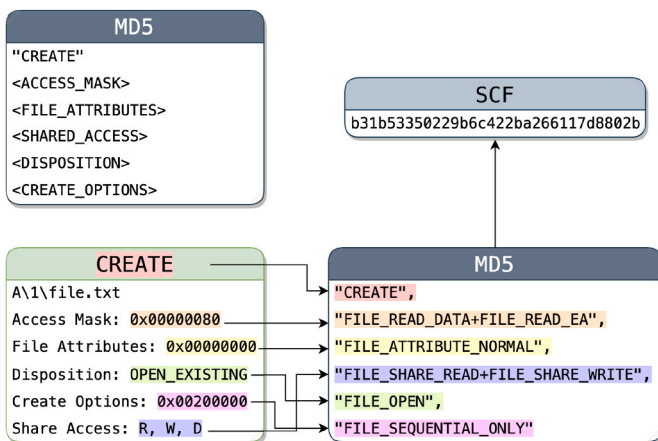 MD5
"CREATE"
<ACCESS_MASK>
<FILE_ATTRIBUTES>
<SHARED_ACCESS>
<DISPOSITION>
<CREATE_OPTIONS>
SCF
b31b53350229b6c422ba266117d8802b
CREATE
A\1\file.txt
Access Mask: 0x00000080
File Attributes: 0x00000000
Disposition: OPEN_EXISTING
Create Options: 0x00200000
Share Access: R, W, D
MD5
"CREATE",
"FILE_READ_DATA+FILE_READ_EA",
"FILE_ATTRIBUTE_NORMAL",
"FILE_SHARE_READ+FILE_SHARE_WRITE",
"FILE_OPEN",
"FILE_SEQUENTIAL_ONLY"